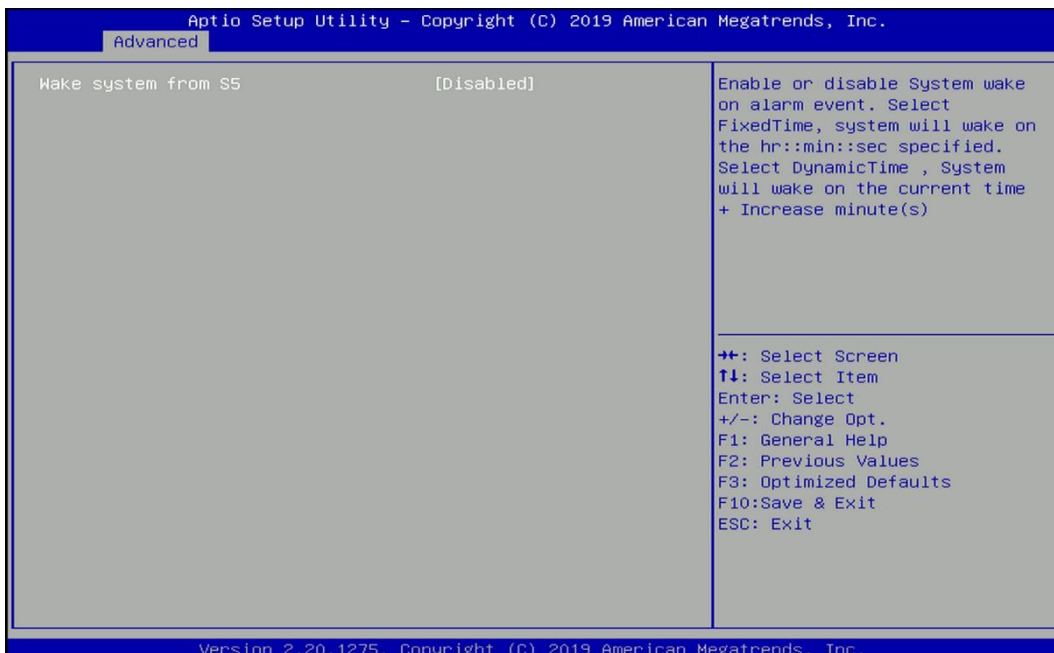 Aptio Setup Utility – Copyright (C) 2019 American Megatrends, Inc.
Advanced
Wake system from S5 [Disabled]
Enable or disable System wake
on alarm event. Select
FixedTime, system will wake on
the hr::min::sec specified.
Select DynamicTime , System
will wake on the current time
+ Increase minute(s)
→←: Select Screen
↑↓: Select Item
Enter: Select
+/-: Change Opt.
F1: General Help
F2: Previous Values
F3: Optimized Defaults
F10:Save & Exit
ESC: Exit
Version 2.20.1275. Copyright (C) 2019 American Megatrends, Inc.